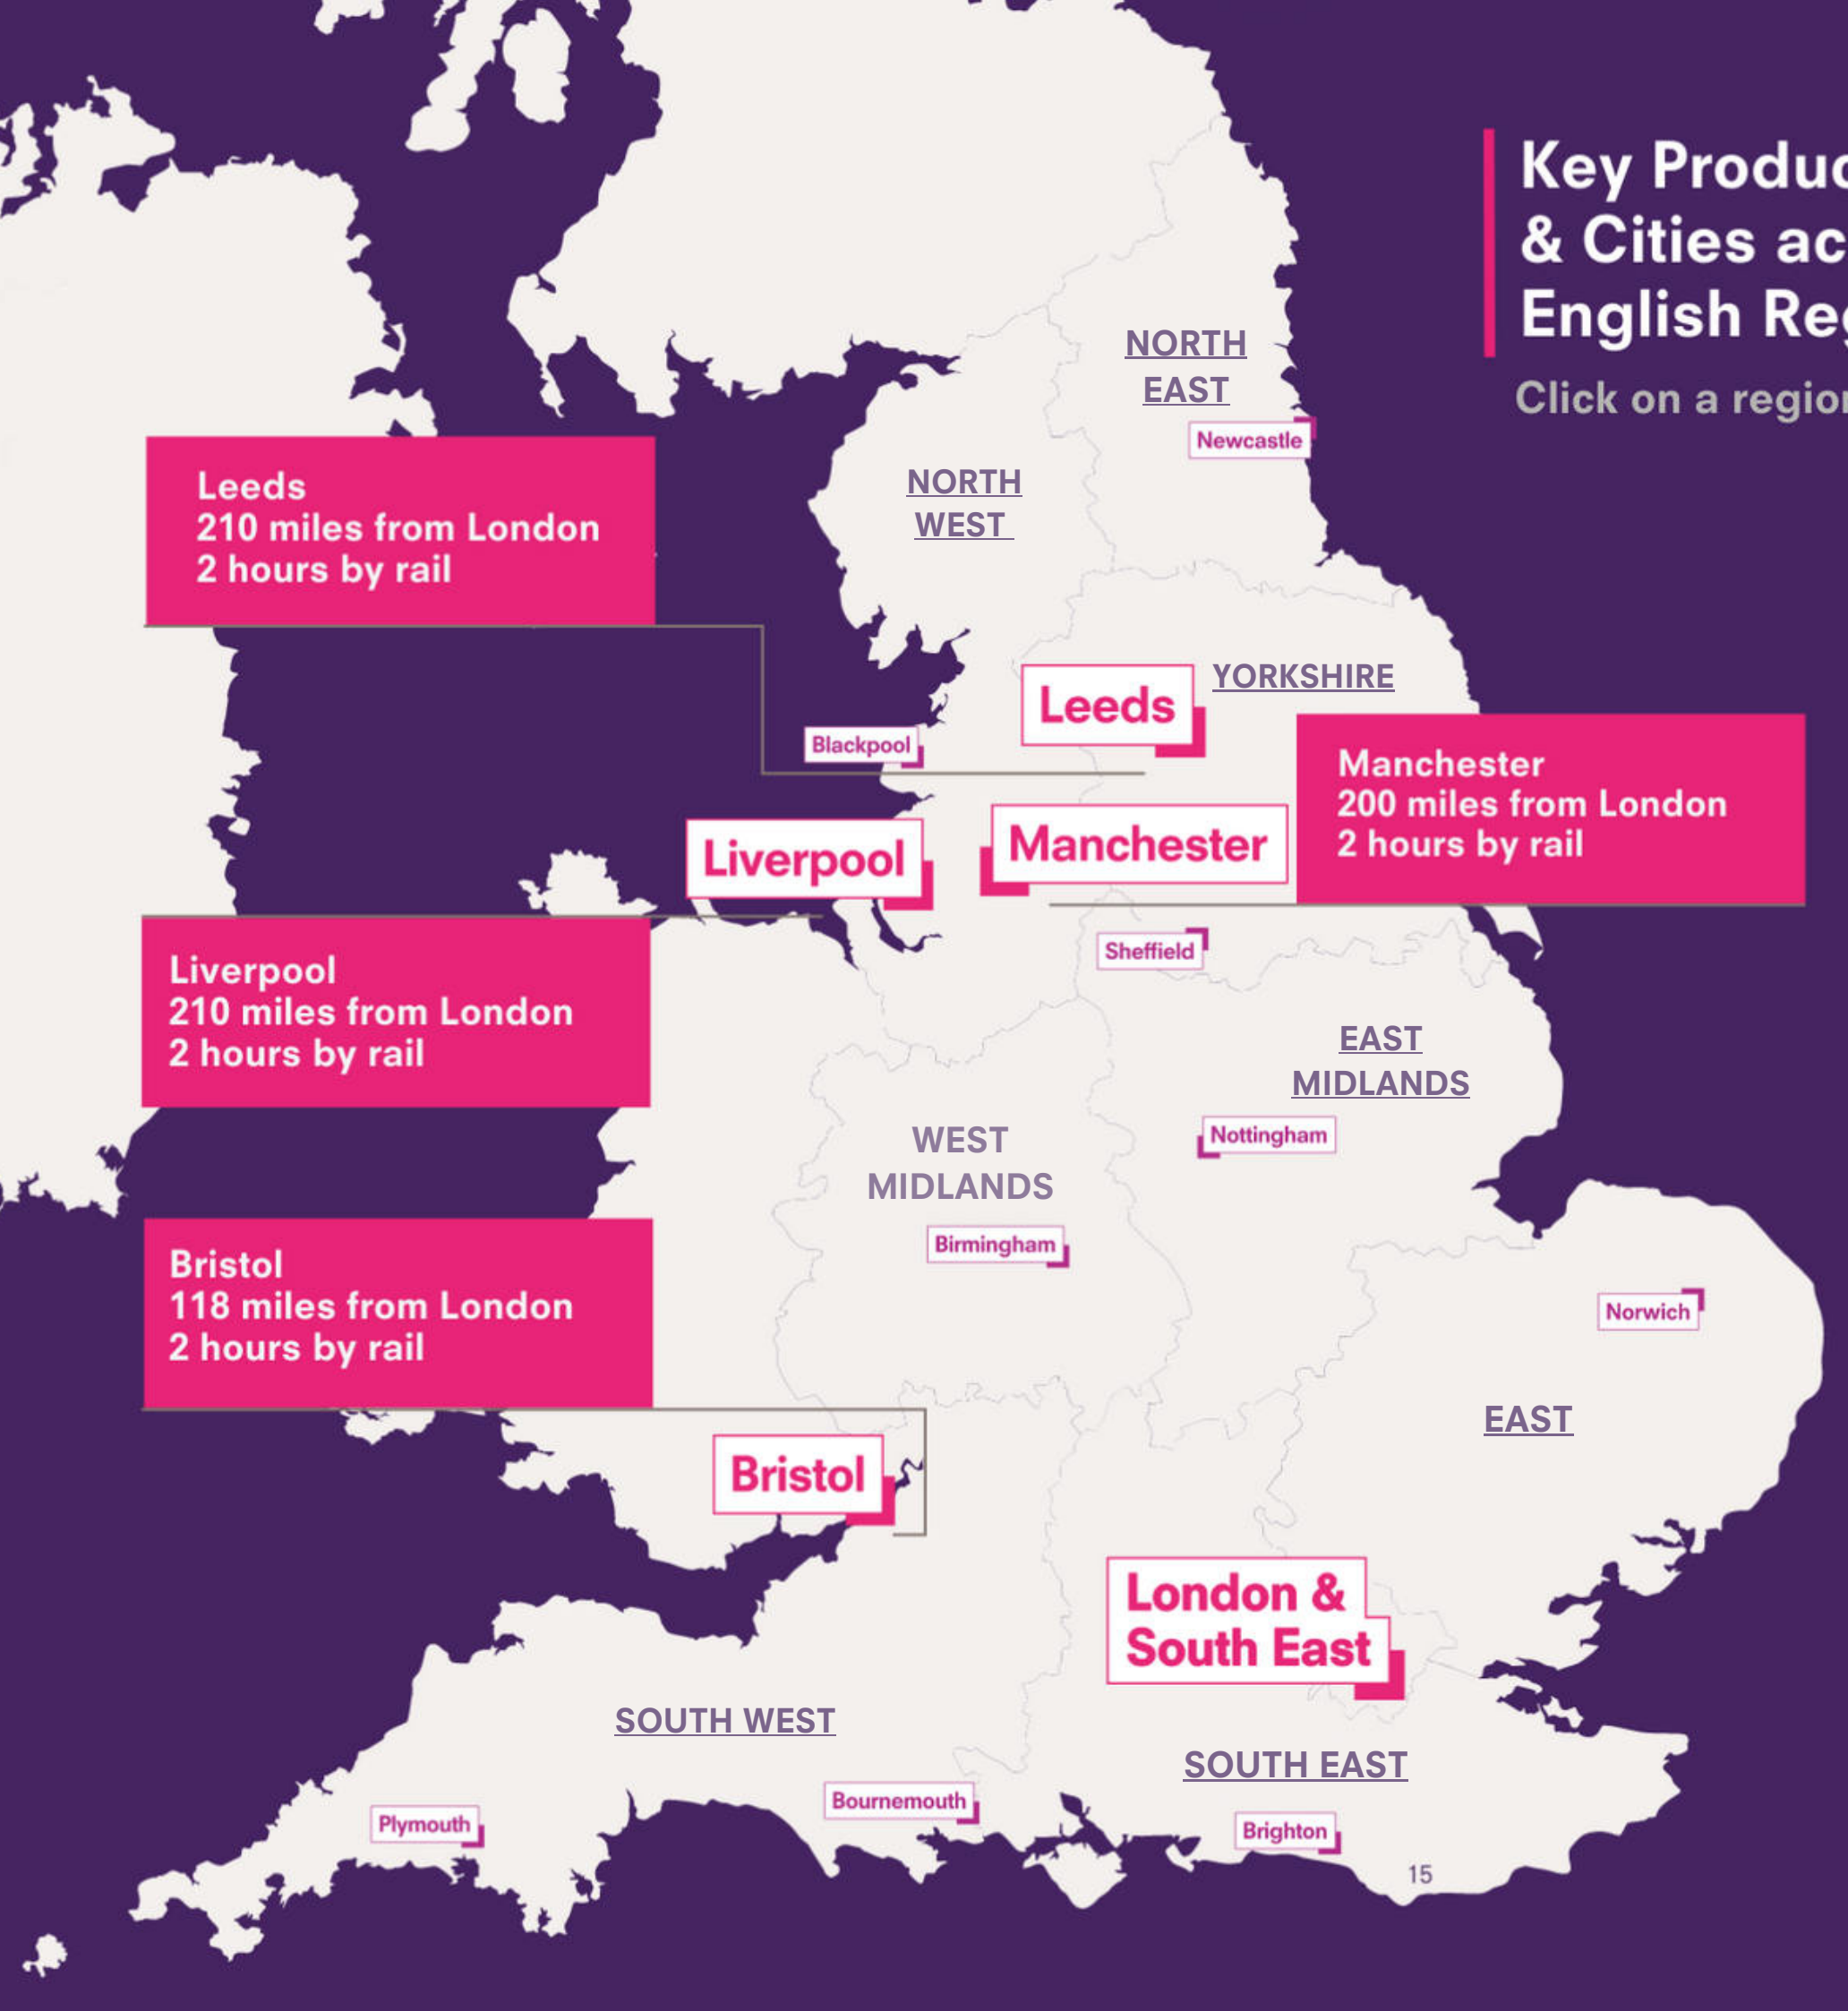 Key Produc
& Cities ac
English Reg
Click on a region
NORTH
EAST
Newcastle
NORTH
WEST
Leeds
210 miles from London
2 hours by rail
Leeds
YORKSHIRE
Blackpool
Manchester
200 miles from London
2 hours by rail
Liverpool
Manchester
Sheffield
Liverpool
210 miles from London
2 hours by rail
EAST
MIDLANDS
Nottingham
WEST
MIDLANDS
Birmingham
Bristol
118 miles from London
2 hours by rail
Norwich
EAST
Bristol
London &
South East
SOUTH WEST
SOUTH EAST
Bournemouth
Plymouth
Brighton
15